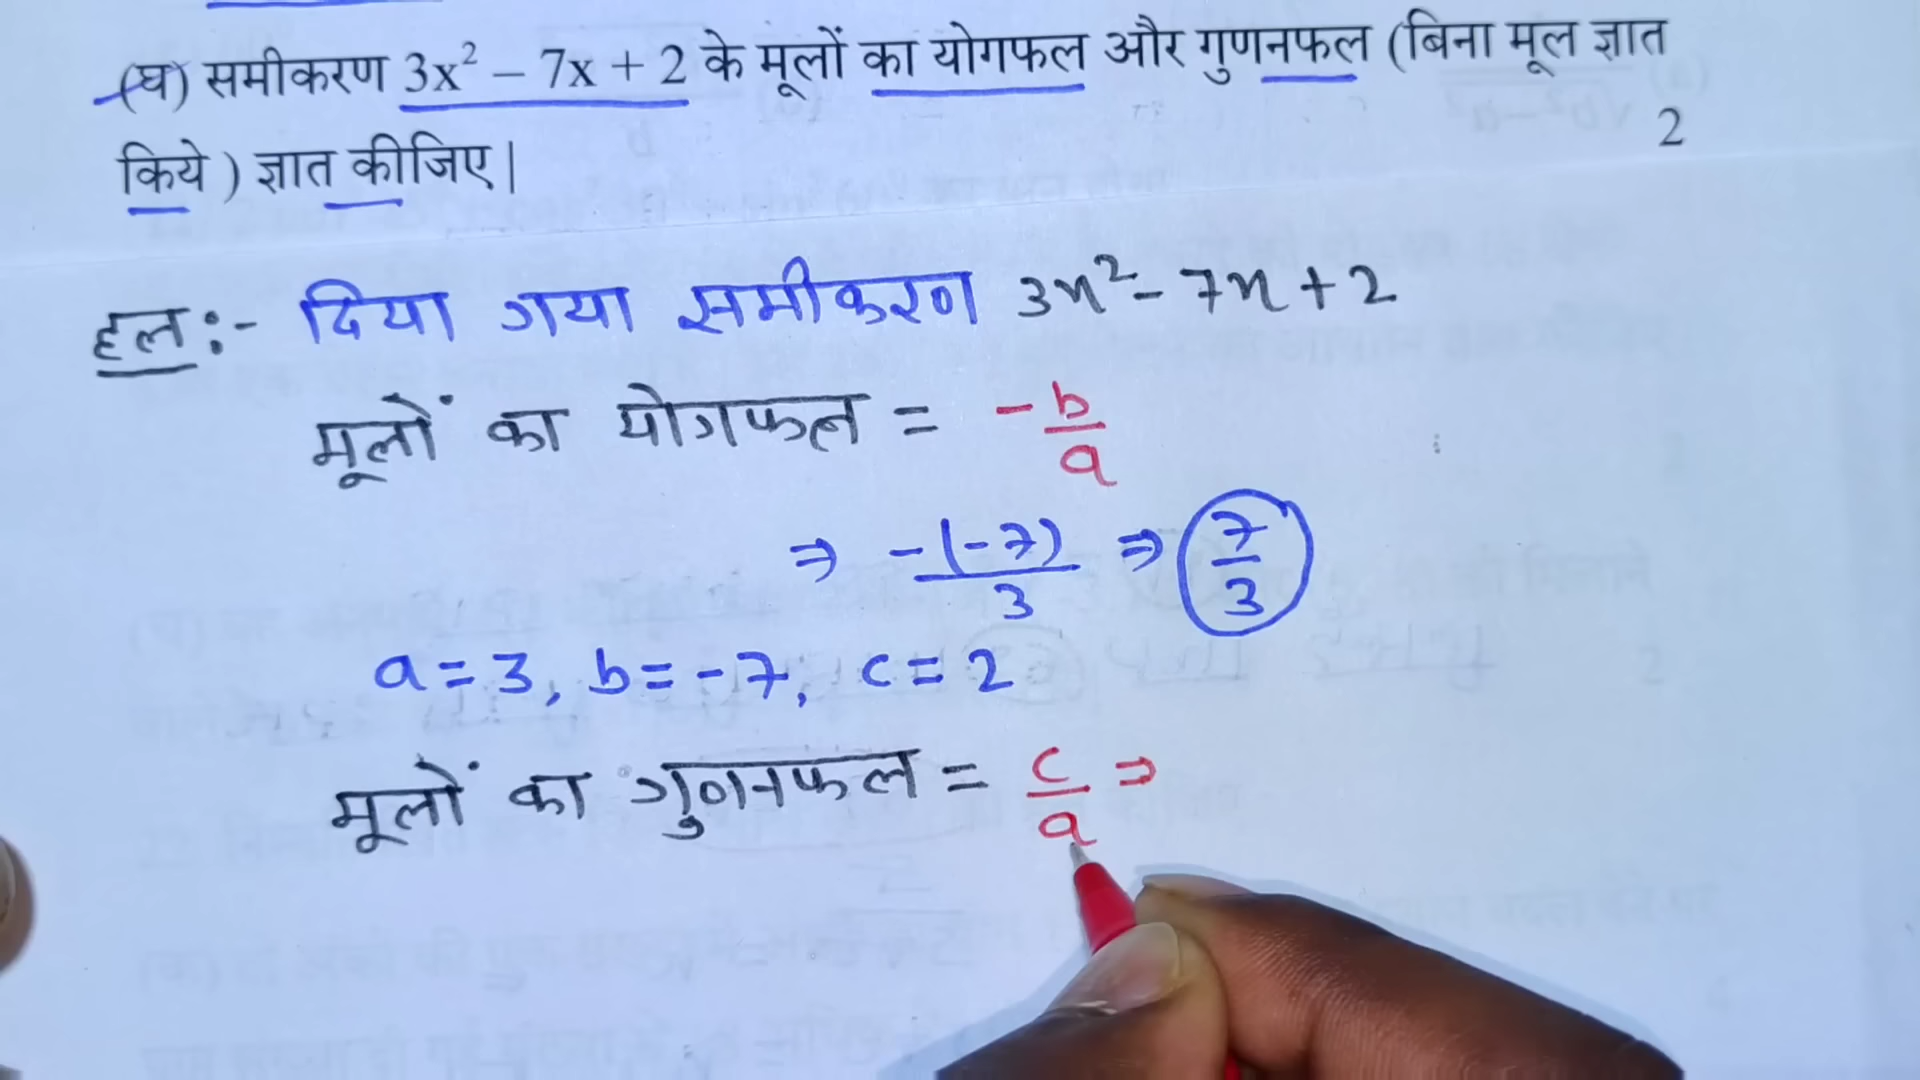 (घ) समीकरण 3x² – 7x + 2 के मूलों का योगफल और गुणनफल (बिना मूल ज्ञात
किये ) ज्ञात कीजिए| 2
हल:- दिया गया समीकरण 3x² - 7x + 2
मूलों का योगफल = - b/a
⇒ -(-7)/3 ⇒ 7/3
a = 3, b = -7, c = 2
मूलों का गुणनफल = c/a ⇒